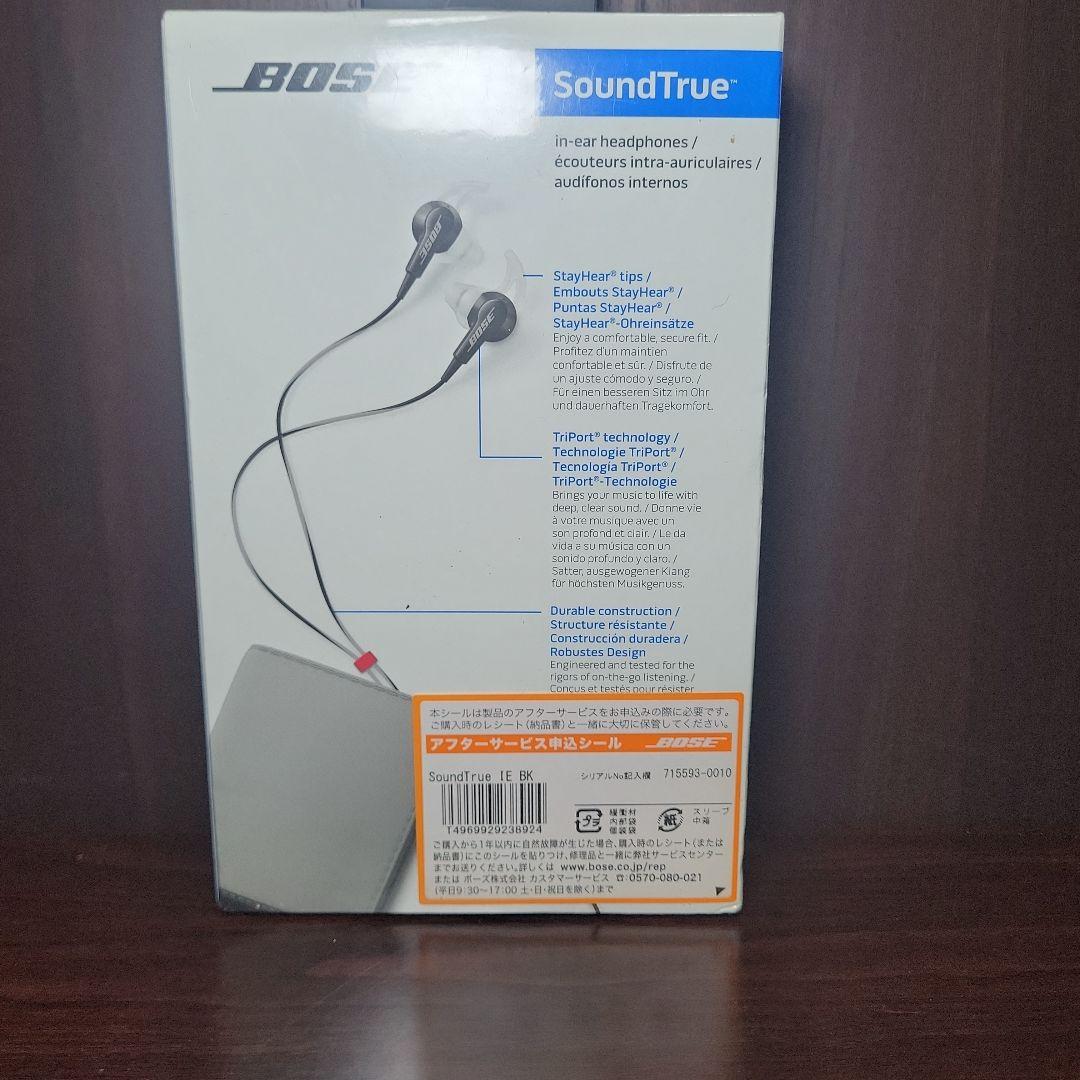 BOSE
SoundTrue™
in-ear headphones /
écouteurs intra-auriculaires /
audífonos internos
BOSE
BOSE
StayHear® tips /
Embouts StayHear® /
Puntas StayHear® /
StayHear®-Ohreinsätze
Enjoy a comfortable, secure fit. /
Profitez d'un maintien
confortable et sûr. / Disfrute de
un ajuste cómodo y seguro. /
Für einen besseren Sitz im Ohr
und dauerhaften Tragekomfort.
TriPort® technology /
Technologie TriPort® /
Tecnología TriPort® /
TriPort®-Technologie
Brings your music to life with
deep, clear sound. / Donne vie
à votre musique avec un
son profond et clair. / Le da
vida a su música con un
sonido profundo y claro. /
Satter, ausgewogener Klang
für höchsten Musikgenuss.
Durable construction /
Structure résistante /
Construcción duradera /
Robustes Design
Engineered and tested for the
rigors of on-the-go listening. /
Conçus et testés pour résister
本シールは製品のアフターサービスをお申込みの際に必要です。
ご購入時のレシート(納品書)と一緒に大切に保管してください。
アフターサービス申込シール BOSE
SoundTrue IE BK シリアルNo記入欄 715593-0010
T4969929238924
プラ 緩衝材 内部袋 個装袋
紙 スリーブ 中箱
ご購入から1年以内に自然故障が生じた場合、購入時のレシート(または
納品書)にこのシールを貼りつけ、修理品と一緒に弊社サービスセンター
までお送りください。詳しくは www.bose.co.jp/rep
または ボーズ株式会社 カスタマーサービス ☎:0570-080-021
(平日9:30〜17:00 土・日・祝日を除く)まで